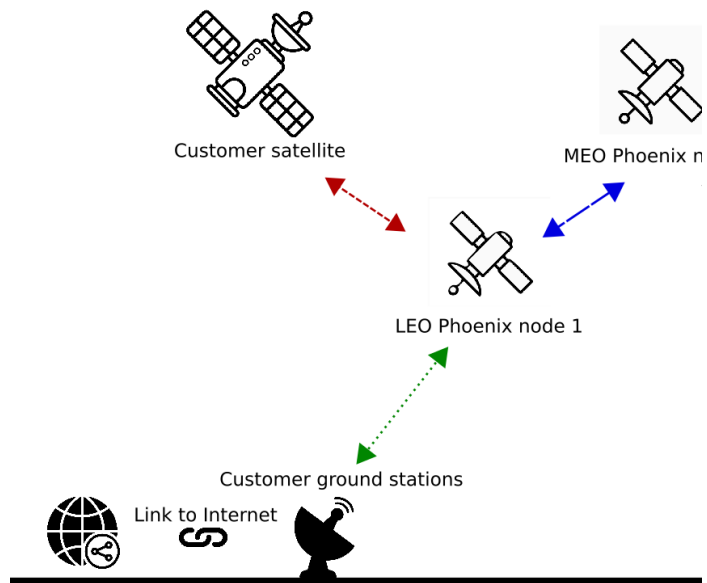 Customer satellite
MEO Phoenix n
LEO Phoenix node 1
Customer ground stations
Link to Internet